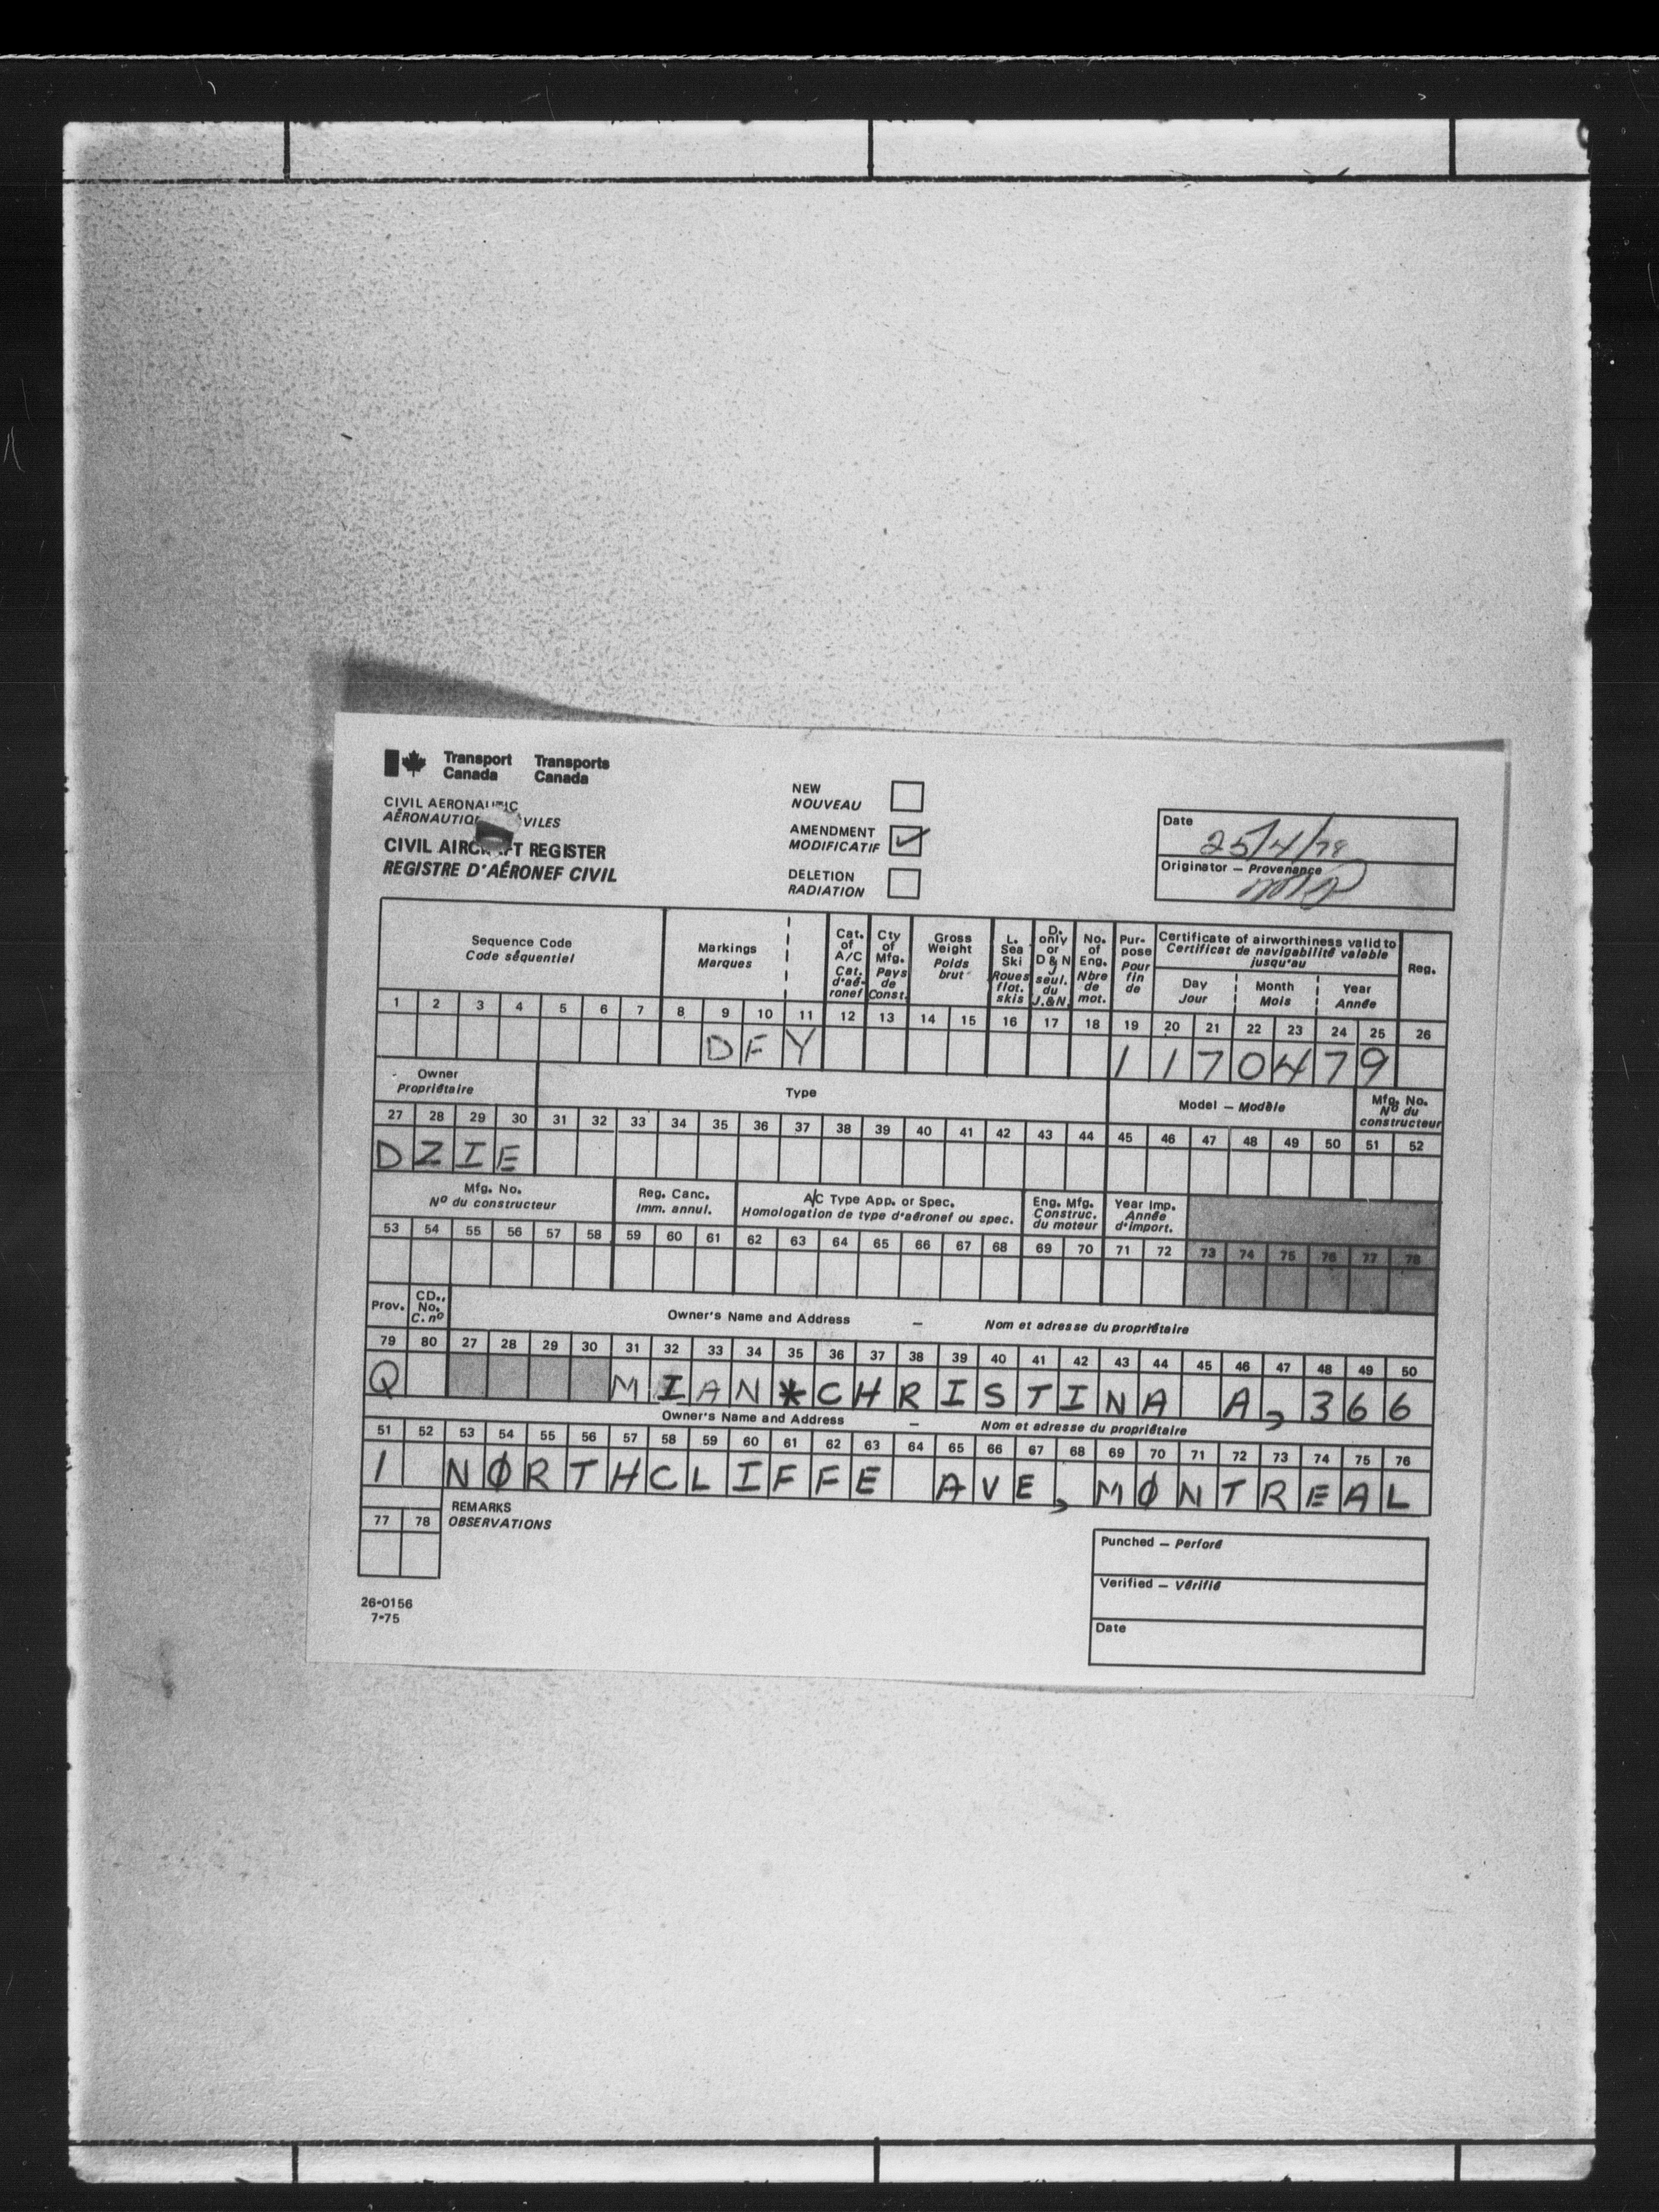 Transport Canada Transports Canada
CIVIL AERONAUTIC
AÉRONAUTIQ VILES
CIVIL AIRCRAFT REGISTER
REGISTRE D'AÉRONEF CIVIL
NEW
NOUVEAU
AMENDMENT
MODIFICATIF ✓
DELETION
RADIATION
Date 25/4/78
Originator — Provenance
Sequence Code
Code séquentiel
Markings
Marques
Cat. of A/C Cat. d'aé-ronef
Cty of Mfg. Pays de Const.
Gross Weight Poids brut
L. Sea Ski Roues flot. skis
D. only or D & N J seul. du J.&N.
No. of Eng. Nbre de mot.
Pur-pose Pour fin de
Certificate of airworthiness valid to
Certificat de navigabilité valable jusqu'au
Day Jour Month Mois Year Année
Reg.
1 2 3 4 5 6 7 8 9 10 11 12 13 14 15 16 17 18 19 20 21 22 23 24 25 26
D F Y 1 1 7 0 4 7 9
Owner
Propriétaire
Type
Model — Modèle
Mfg. No.
Nº du constructeur
27 28 29 30 31 32 33 34 35 36 37 38 39 40 41 42 43 44 45 46 47 48 49 50 51 52
D Z I E
Mfg. No.
Nº du constructeur
Reg. Canc.
Imm. annul.
A/C Type App. or Spec.
Homologation de type d'aéronef ou spec.
Eng. Mfg.
Construc. du moteur
Year Imp.
Année d'import.
53 54 55 56 57 58 59 60 61 62 63 64 65 66 67 68 69 70 71 72 73 74 75 76 77 78
Prov.
CD., No. C. nº
Owner's Name and Address — Nom et adresse du propriétaire
79 80 27 28 29 30 31 32 33 34 35 36 37 38 39 40 41 42 43 44 45 46 47 48 49 50
Q MIAN*CHRISTINA A, 366
Owner's Name and Address — Nom et adresse du propriétaire
51 52 53 54 55 56 57 58 59 60 61 62 63 64 65 66 67 68 69 70 71 72 73 74 75 76
1 NØRTHCLIFFE AVE, MØNTREAL
77 78
REMARKS
OBSERVATIONS
Punched — Perforé
Verified — Vérifié
Date
26-0156
7-75